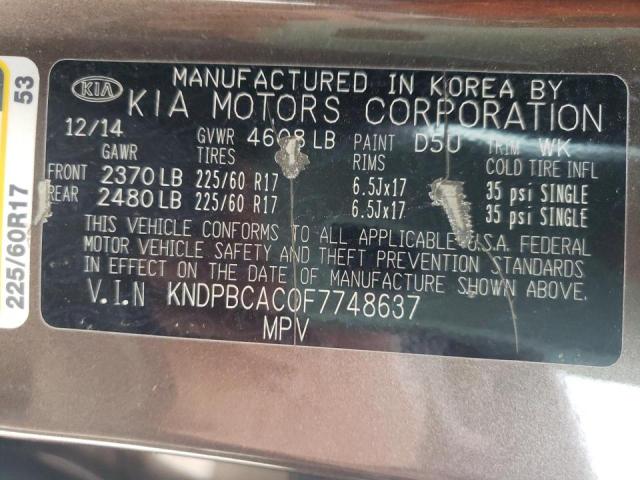 53
225/60R17
KIA
MANUFACTURED IN KOREA BY
KIA MOTORS CORPORATION
12/14 GVWR 4608 LB PAINT D5U TRIM WK
GAWR TIRES RIMS COLD TIRE INFL
FRONT 2370 LB 225/60 R17 6.5Jx17 35 psi SINGLE
REAR 2480 LB 225/60 R17 6.5Jx17 35 psi SINGLE
THIS VEHICLE CONFORMS TO ALL APPLICABLE U.S.A. FEDERAL
MOTOR VEHICLE SAFETY AND THEFT PREVENTION STANDARDS
IN EFFECT ON THE DATE OF MANUFACTURE SHOWN ABOVE.
V.I.N KNDPBCAC0F7748637
MPV